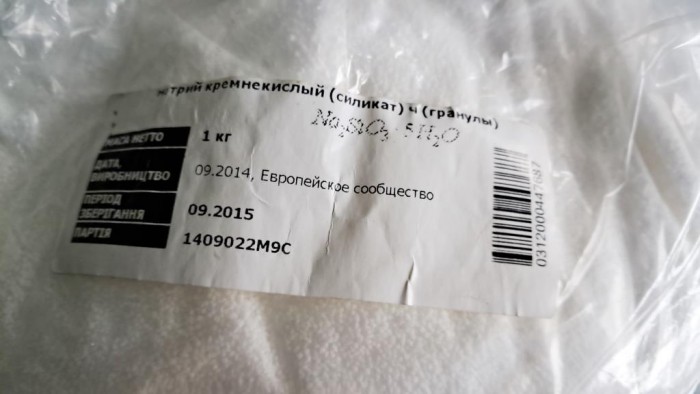 натрий кремнекислый (силикат) ч (гранулы)
Na₂SiO₃·5H₂O
МАСА НЕТТО 1 кг
ДАТА, ВИРОБНИЦТВО 09.2014, Европейское сообщество
ПЕРІОД ЗБЕРІГАННЯ 09.2015
ПАРТІЯ 1409022М9С